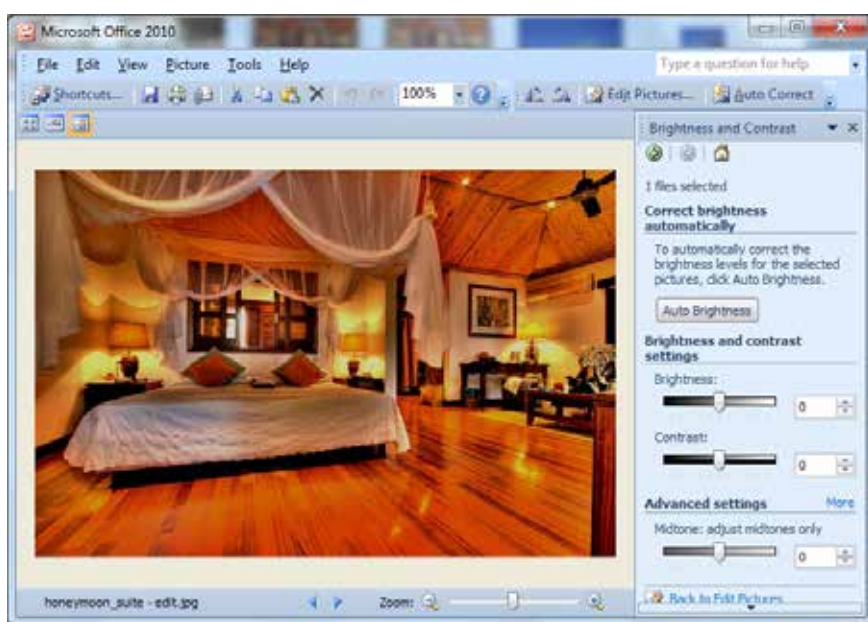 Microsoft Office 2010
File Edit View Picture Tools Help
Type a question for help
Shortcuts... 100% Edit Pictures... Auto Correct
Brightness and Contrast
1 files selected
Correct brightness
automatically
To automatically correct the
brightness levels for the selected
pictures, click Auto Brightness.
Auto Brightness
Brightness and contrast
settings
Brightness:
0
Contrast:
0
Advanced settings More
Midtone: adjust midtones only
0
Back to Edit Pictures
honeymoon_suite - edit.jpg Zoom: